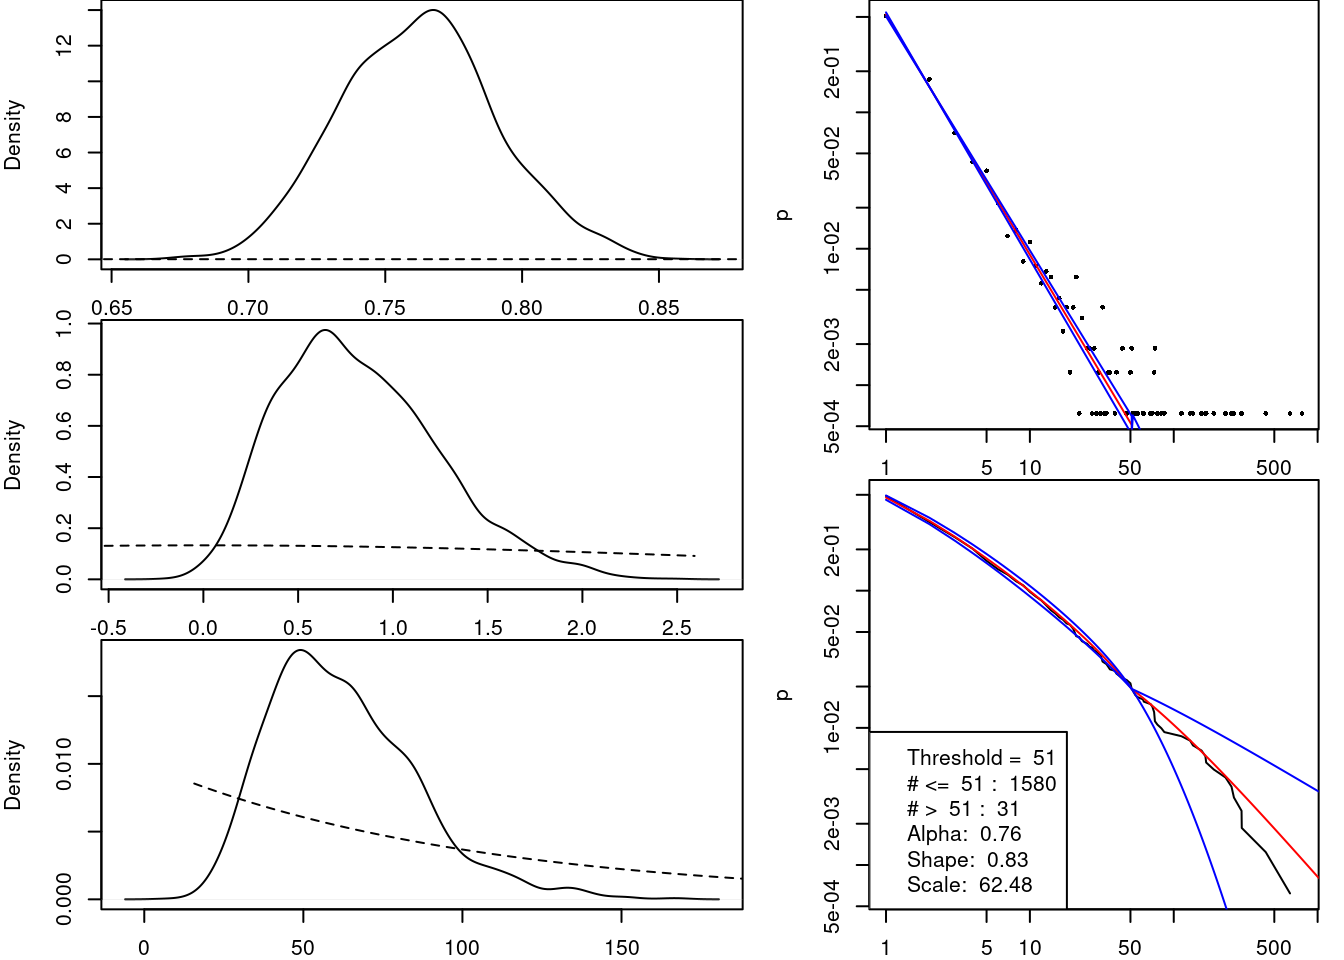 Density
0 2 4 6 8 12
0.65 0.70 0.75 0.80 0.85
Density
0.0 0.2 0.4 0.6 0.8 1.0
-0.5 0.0 0.5 1.0 1.5 2.0 2.5
Density
0.000 0.010
0 50 100 150
p
5e-04 2e-03 1e-02 5e-02 2e-01
1 5 10 50 500
p
5e-04 2e-03 1e-02 5e-02 2e-01
Threshold = 51
# <= 51 : 1580
# > 51 : 31
Alpha: 0.76
Shape: 0.83
Scale: 62.48
1 5 10 50 500